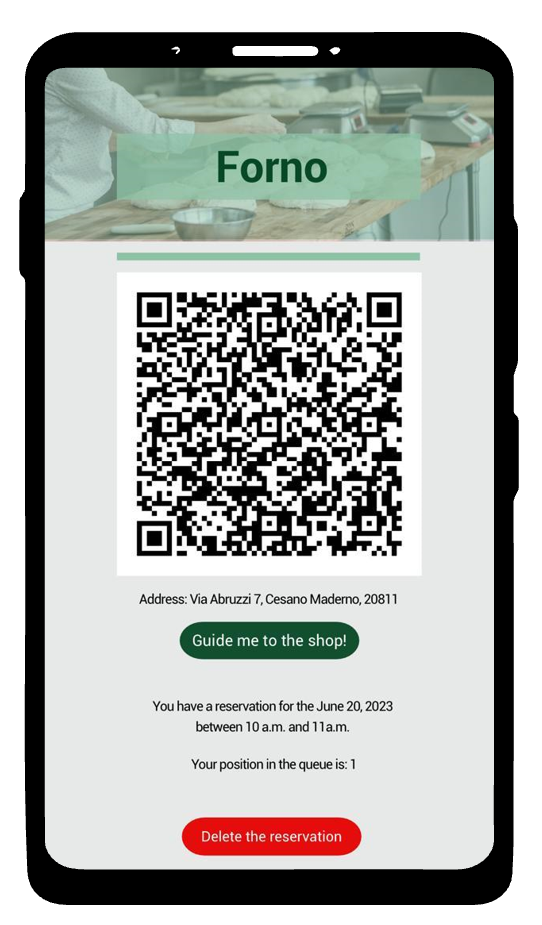 Forno
Address: Via Abruzzi 7, Cesano Maderno, 20811
Guide me to the shop!
You have a reservation for the June 20, 2023
between 10 a.m. and 11a.m.
Your position in the queue is: 1
Delete the reservation